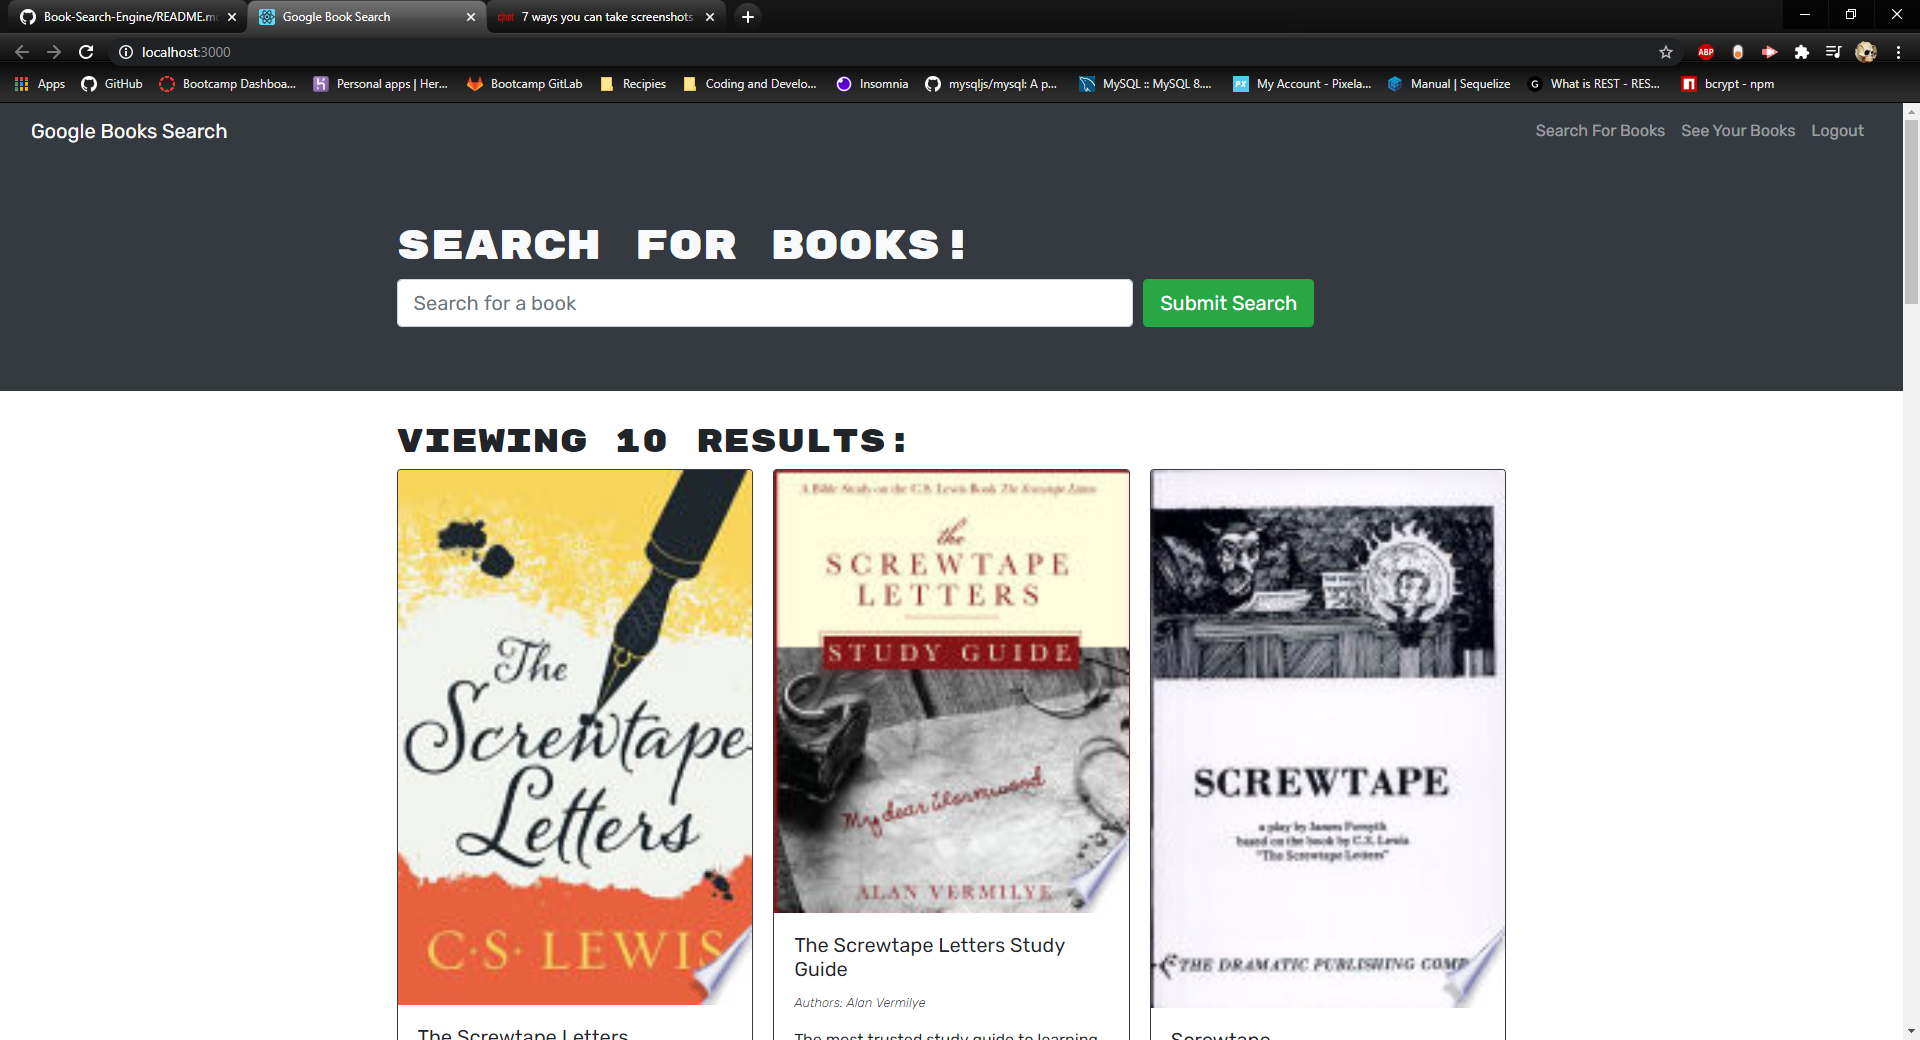 Book-Search-Engine/README.m
Google Book Search
7 ways you can take screenshots
localhost:3000
ABP
Apps
GitHub
Bootcamp Dashboa...
Personal apps | Her...
Bootcamp GitLab
Recipies
Coding and Develo...
Insomnia
mysqljs/mysql: A p...
MySQL :: MySQL 8....
My Account - Pixela...
Manual | Sequelize
What is REST - RES...
bcrypt - npm
Google Books Search
Search For Books
See Your Books
Logout
SEARCH FOR BOOKS!
Search for a book
Submit Search
VIEWING 10 RESULTS:
The
Screwtape
Letters
C·S· LEWIS
The Screwtape Letters
A Bible Study on the C.S. Lewis Book The Screwtape Letters
the
SCREWTAPE
LETTERS
STUDY GUIDE
My dear Wormwood
ALAN VERMILYE
The Screwtape Letters Study
Guide
Authors: Alan Vermilye
The most trusted study guide to learning
SCREWTAPE
a play by James Forsyth
based on the book by C.S. Lewis
"The Screwtape Letters"
THE DRAMATIC PUBLISHING COMP
Screwtape